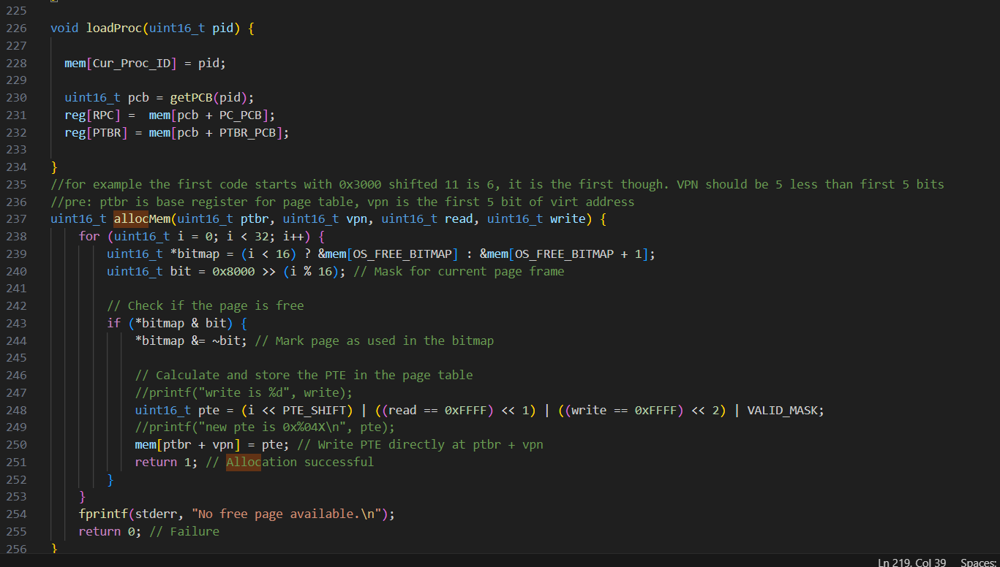 225
226 void loadProc(uint16_t pid) {
227
228 mem[Cur_Proc_ID] = pid;
229
230 uint16_t pcb = getPCB(pid);
231 reg[RPC] =  mem[pcb + PC_PCB];
232 reg[PTBR] = mem[pcb + PTBR_PCB];
233
234 }
235 //for example the first code starts with 0x3000 shifted 11 is 6, it is the first though. VPN should be 5 less than first 5 bits
236 //pre: ptbr is base register for page table, vpn is the first 5 bit of virt address
237 uint16_t allocMem(uint16_t ptbr, uint16_t vpn, uint16_t read, uint16_t write) {
238 for (uint16_t i = 0; i < 32; i++) {
239 uint16_t *bitmap = (i < 16) ? &mem[OS_FREE_BITMAP] : &mem[OS_FREE_BITMAP + 1];
240 uint16_t bit = 0x8000 >> (i % 16); // Mask for current page frame
241
242 // Check if the page is free
243 if (*bitmap & bit) {
244 *bitmap &= ~bit; // Mark page as used in the bitmap
245
246 // Calculate and store the PTE in the page table
247 //printf("write is %d", write);
248 uint16_t pte = (i << PTE_SHIFT) | ((read == 0xFFFF) << 1) | ((write == 0xFFFF) << 2) | VALID_MASK;
249 //printf("new pte is 0x%04X\n", pte);
250 mem[ptbr + vpn] = pte; // Write PTE directly at ptbr + vpn
251 return 1; // Allocation successful
252 }
253 }
254 fprintf(stderr, "No free page available.\n");
255 return 0; // Failure
256 }
Ln 219, Col 39 Spaces: